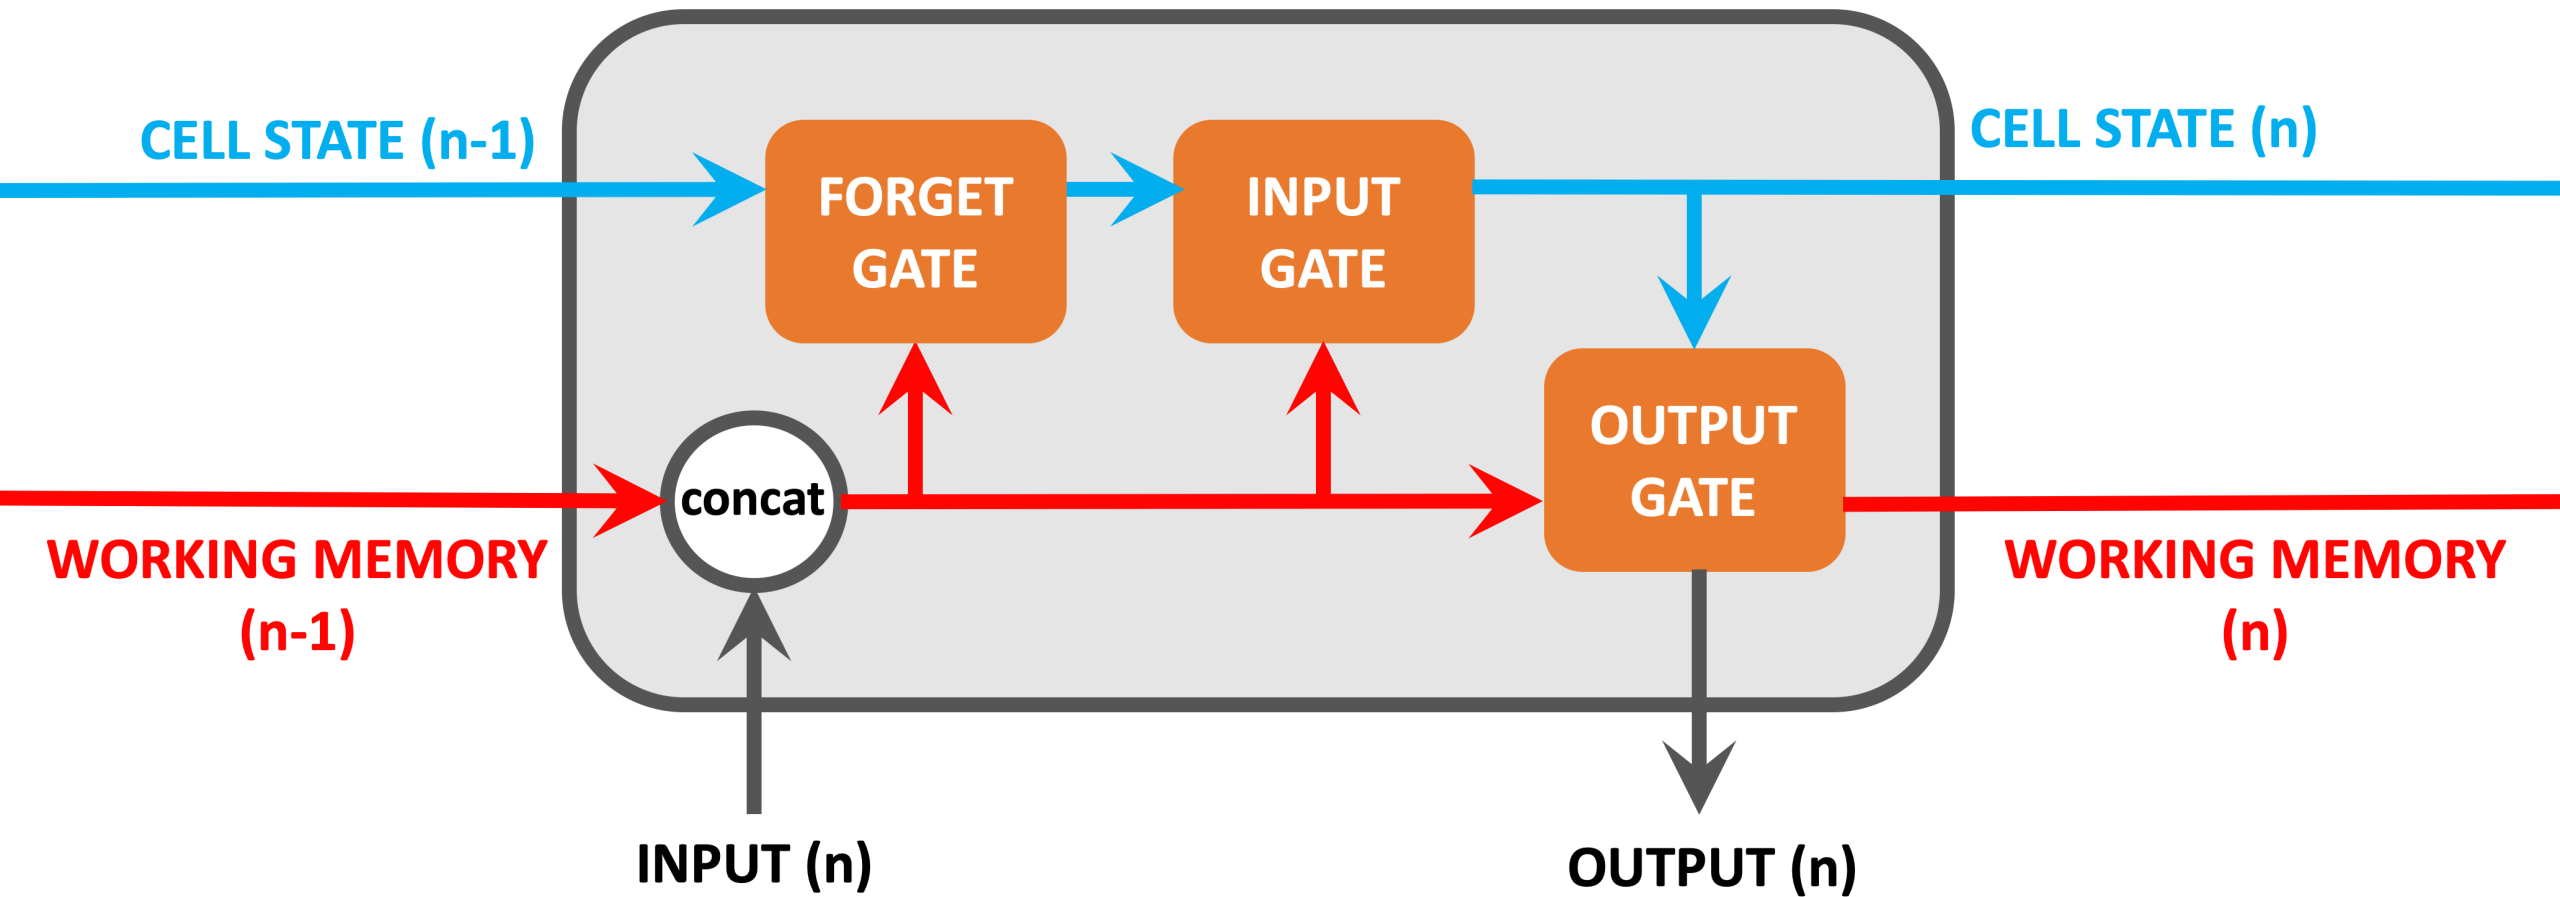 CELL STATE (n-1)
CELL STATE (n)
FORGET
GATE
INPUT
GATE
OUTPUT
GATE
concat
WORKING MEMORY
(n-1)
WORKING MEMORY
(n)
INPUT (n)
OUTPUT (n)